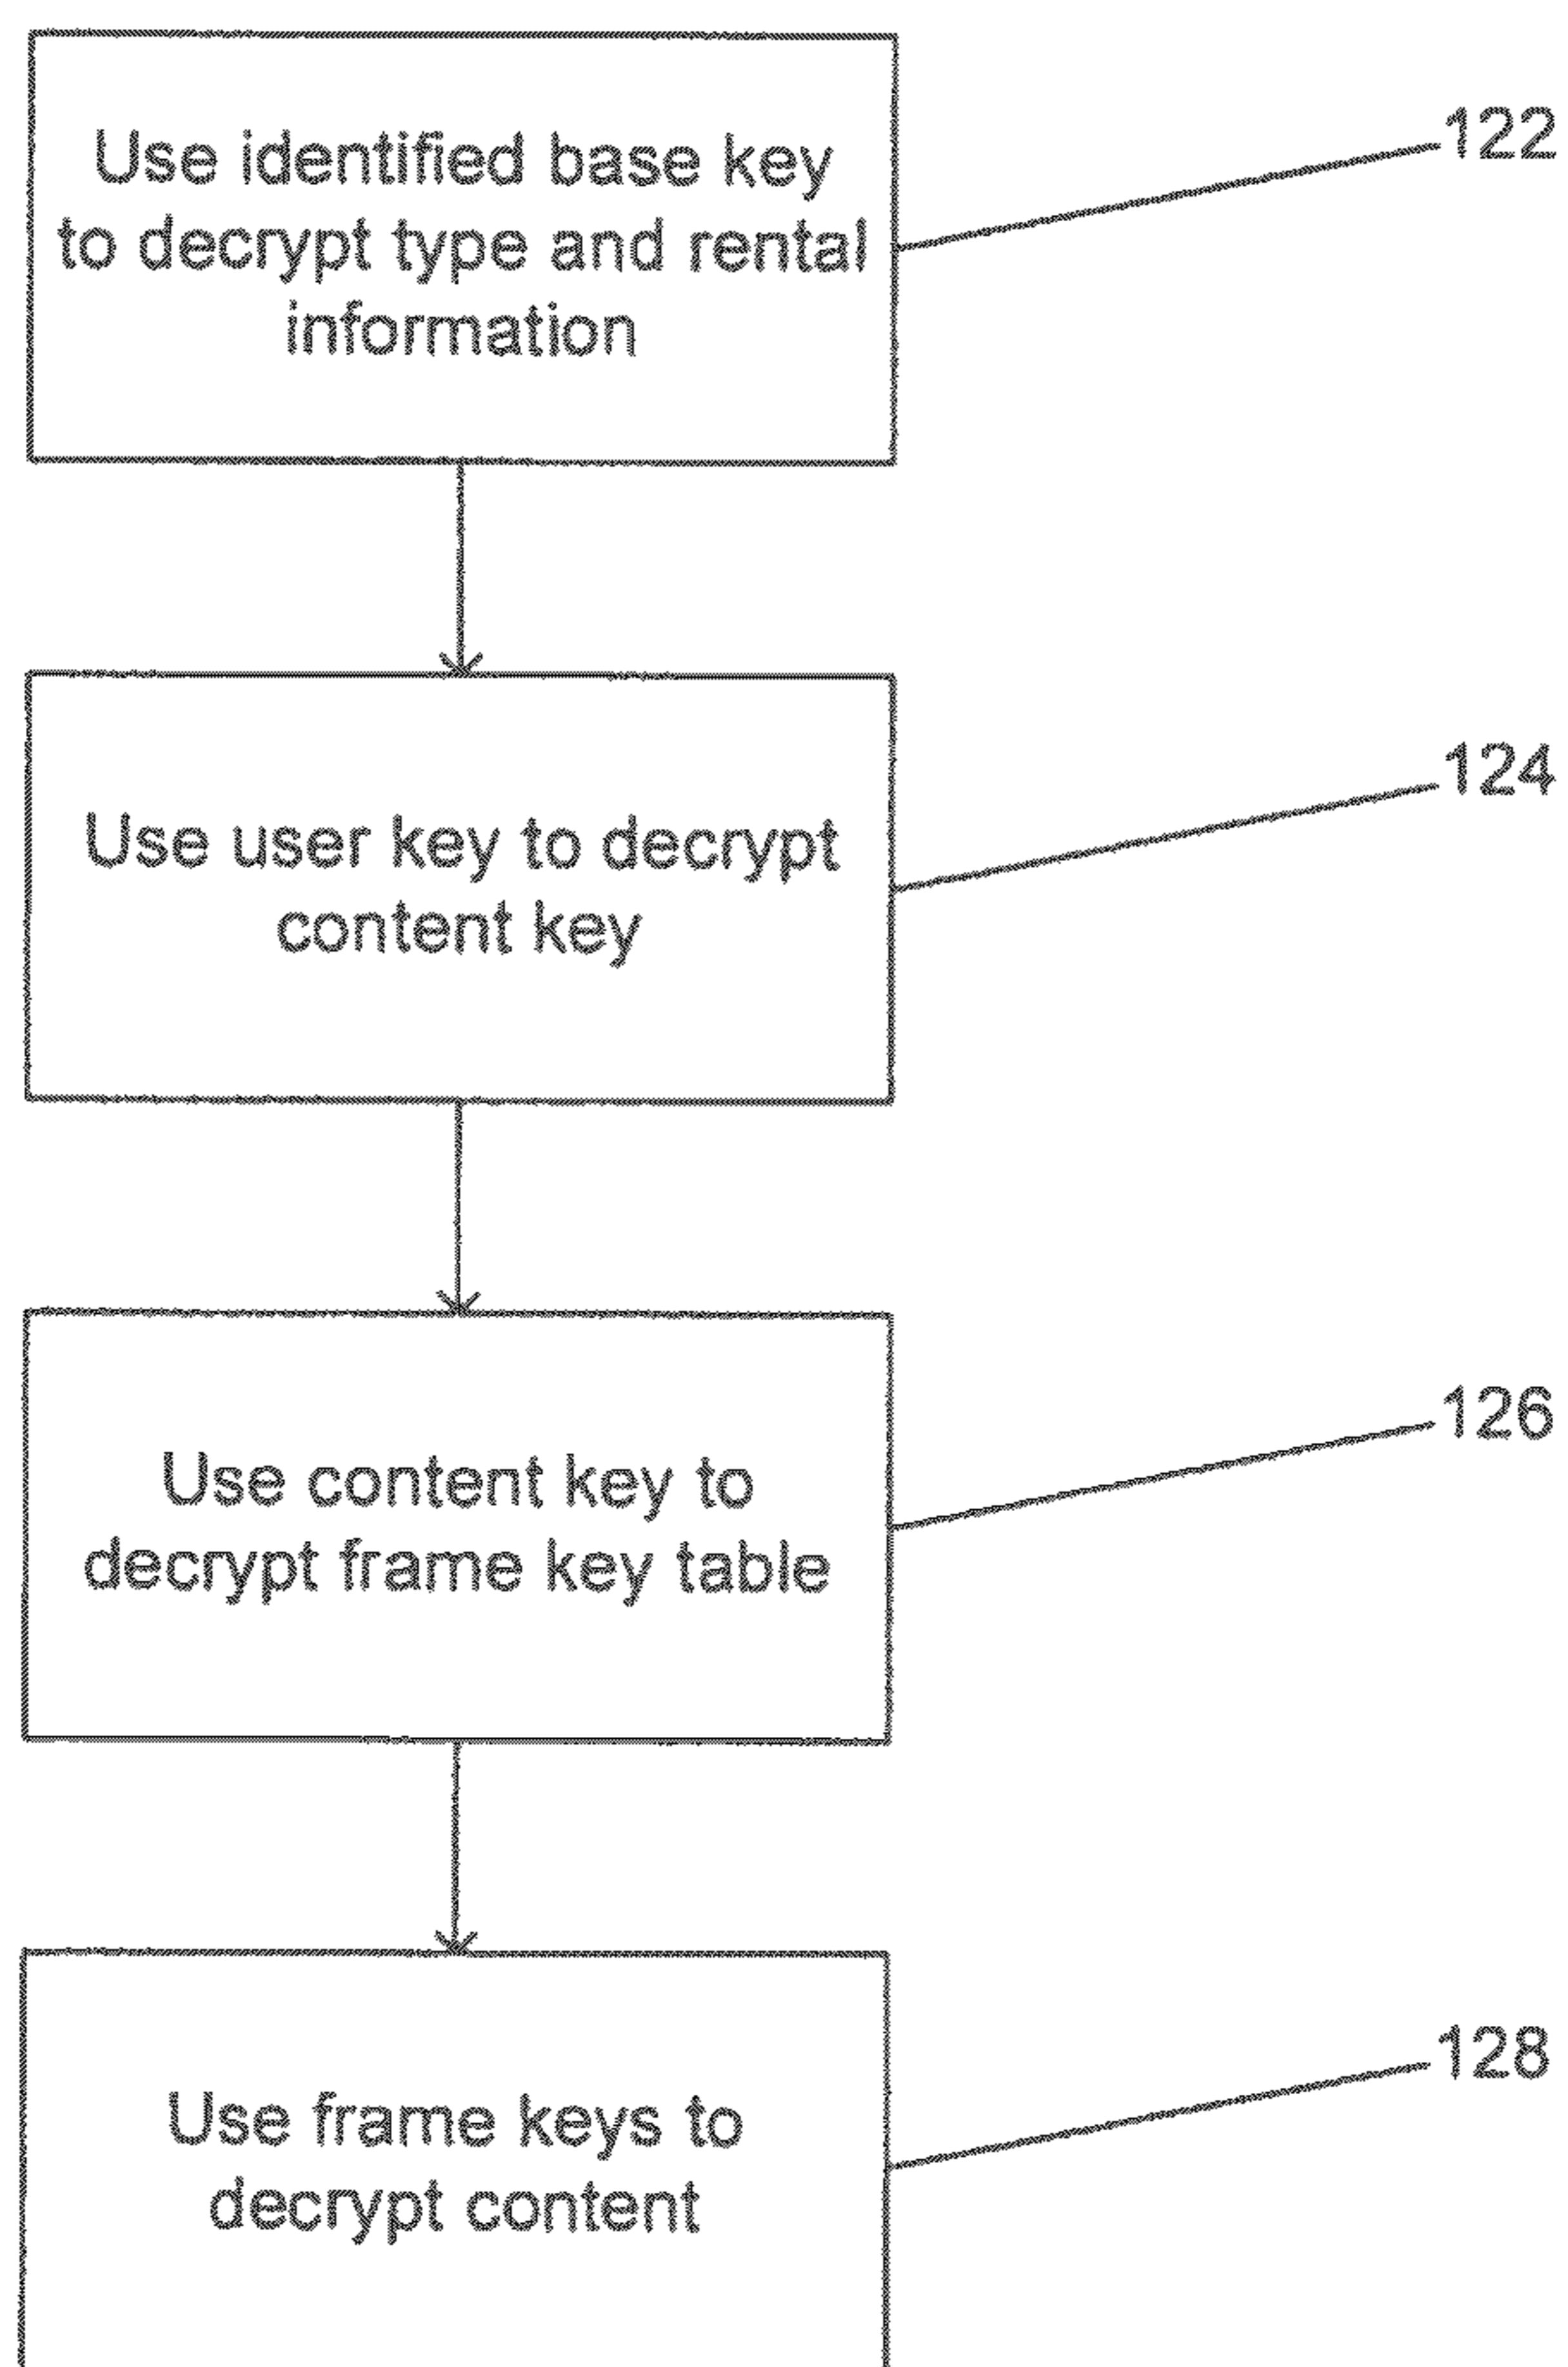 Use identified base key
to decrypt type and rental
information
122
Use user key to decrypt
content key
124
Use content key to
decrypt frame key table
126
Use frame keys to
decrypt content
128